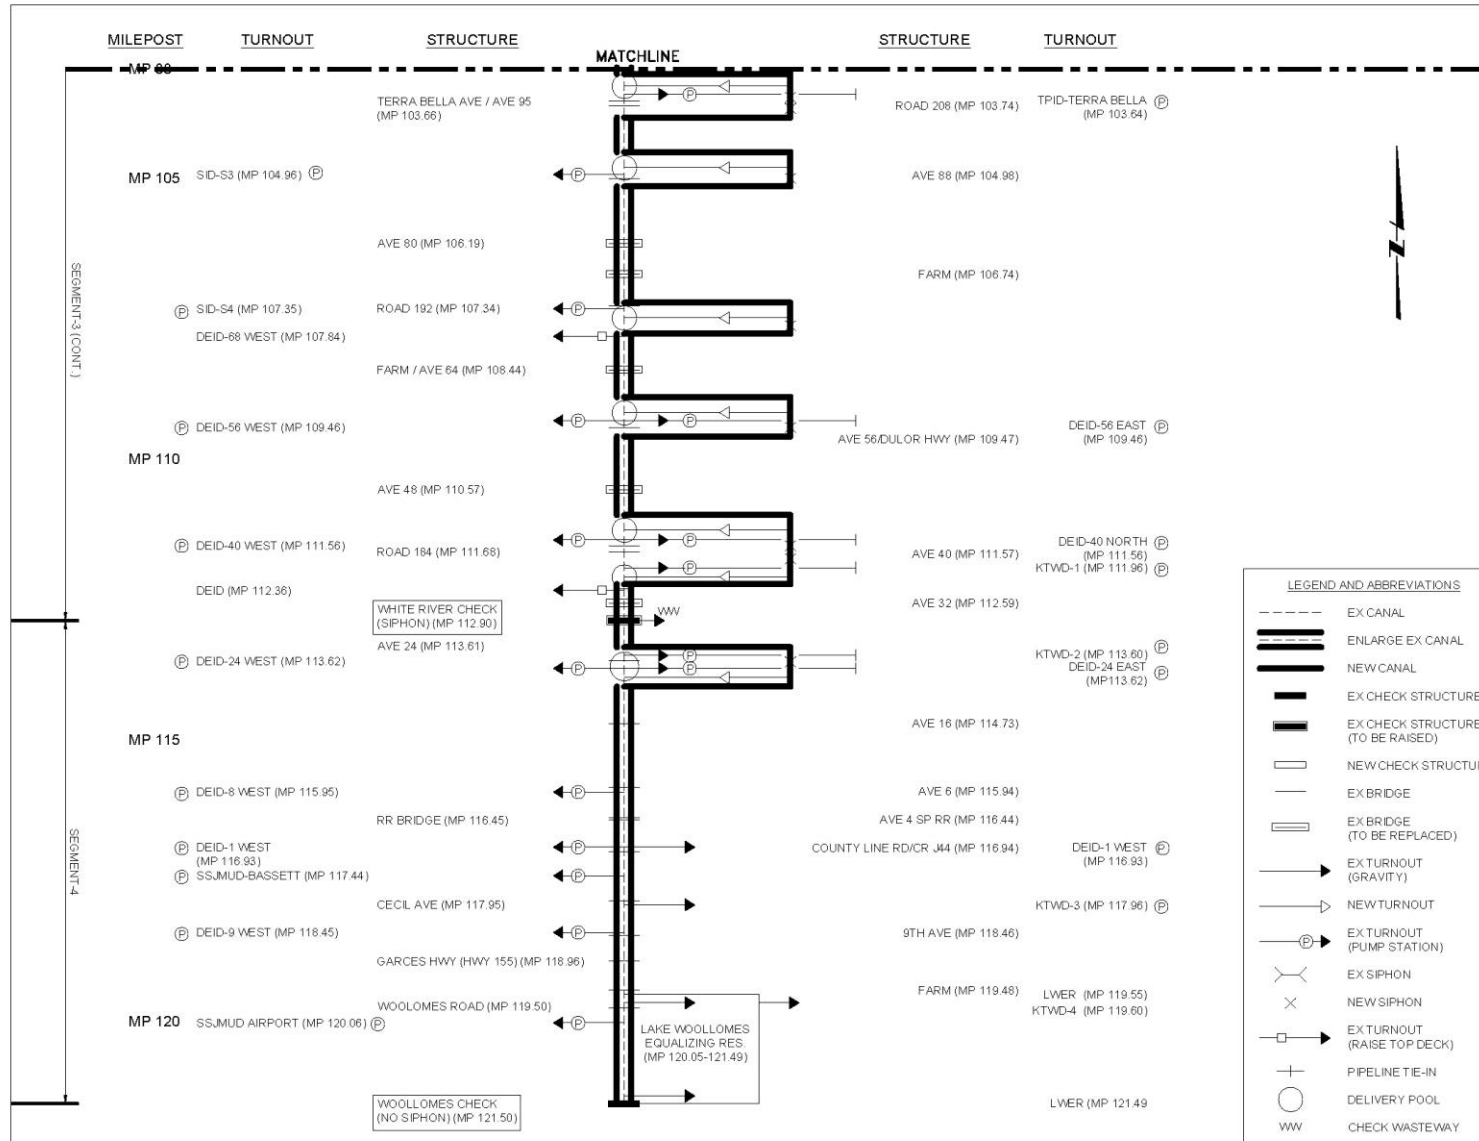 MILEPOST TURNOUT STRUCTURE STRUCTURE TURNOUT
MATCHLINE
MP 88
TERRA BELLA AVE / AVE 95
(MP 103.66)
ROAD 208 (MP 103.74)
TPID-TERRA BELLA P
(MP 103.64)
P
MP 105
SID-S3 (MP 104.96) P
P
AVE 88 (MP 104.98)
N
AVE 80 (MP 106.19)
FARM (MP 106.74)
SEGMENT-3 (CONT.)
P SID-S4 (MP 107.35)
ROAD 192 (MP 107.34)
P
DEID-68 WEST (MP 107.84)
FARM / AVE 64 (MP 108.44)
P DEID-56 WEST (MP 109.46)
P P
AVE 56/DULOR HWY (MP 109.47)
DEID-56 EAST P
(MP 109.46)
MP 110
AVE 48 (MP 110.57)
P DEID-40 WEST (MP 111.56)
ROAD 184 (MP 111.68)
P P
AVE 40 (MP 111.57)
DEID-40 NORTH P
(MP 111.56)
P
KTWD-1 (MP 111.96) P
DEID (MP 112.36)
AVE 32 (MP 112.59)
WHITE RIVER CHECK
(SIPHON) (MP 112.90)
WW
AVE 24 (MP 113.61)
P DEID-24 WEST (MP 113.62)
P
P P
KTWD-2 (MP 113.60) P
DEID-24 EAST P
(MP113.62)
AVE 16 (MP 114.73)
MP 115
SEGMENT-4
P DEID-8 WEST (MP 115.95)
P
AVE 6 (MP 115.94)
RR BRIDGE (MP 116.45)
AVE 4 SP RR (MP 116.44)
P DEID-1 WEST
(MP 116.93)
P
COUNTY LINE RD/CR J44 (MP 116.94)
DEID-1 WEST P
(MP 116.93)
P SSJMUD-BASSETT (MP 117.44)
P
CECIL AVE (MP 117.95)
KTWD-3 (MP 117.96) P
P DEID-9 WEST (MP 118.45)
P
9TH AVE (MP 118.46)
GARCES HWY (HWY 155) (MP 118.96)
FARM (MP 119.48)
LWER (MP 119.55)
WOOLOMES ROAD (MP 119.50)
KTWD-4 (MP 119.60)
MP 120
SSJMUD AIRPORT (MP 120.06) P
P
LAKE WOOLLOMES
EQUALIZING RES.
(MP 120.05-121.49)
WOOLLOMES CHECK
(NO SIPHON) (MP 121.50)
LWER (MP 121.49
LEGEND AND ABBREVIATIONS
EX CANAL
ENLARGE EX CANAL
NEW CANAL
EX CHECK STRUCTURE
EX CHECK STRUCTURE
(TO BE RAISED)
NEW CHECK STRUCTU
EX BRIDGE
EX BRIDGE
(TO BE REPLACED)
EX TURNOUT
(GRAVITY)
NEW TURNOUT
P EX TURNOUT
(PUMP STATION)
EX SIPHON
NEW SIPHON
EX TURNOUT
(RAISE TOP DECK)
PIPELINE TIE-IN
DELIVERY POOL
WW CHECK WASTEWAY